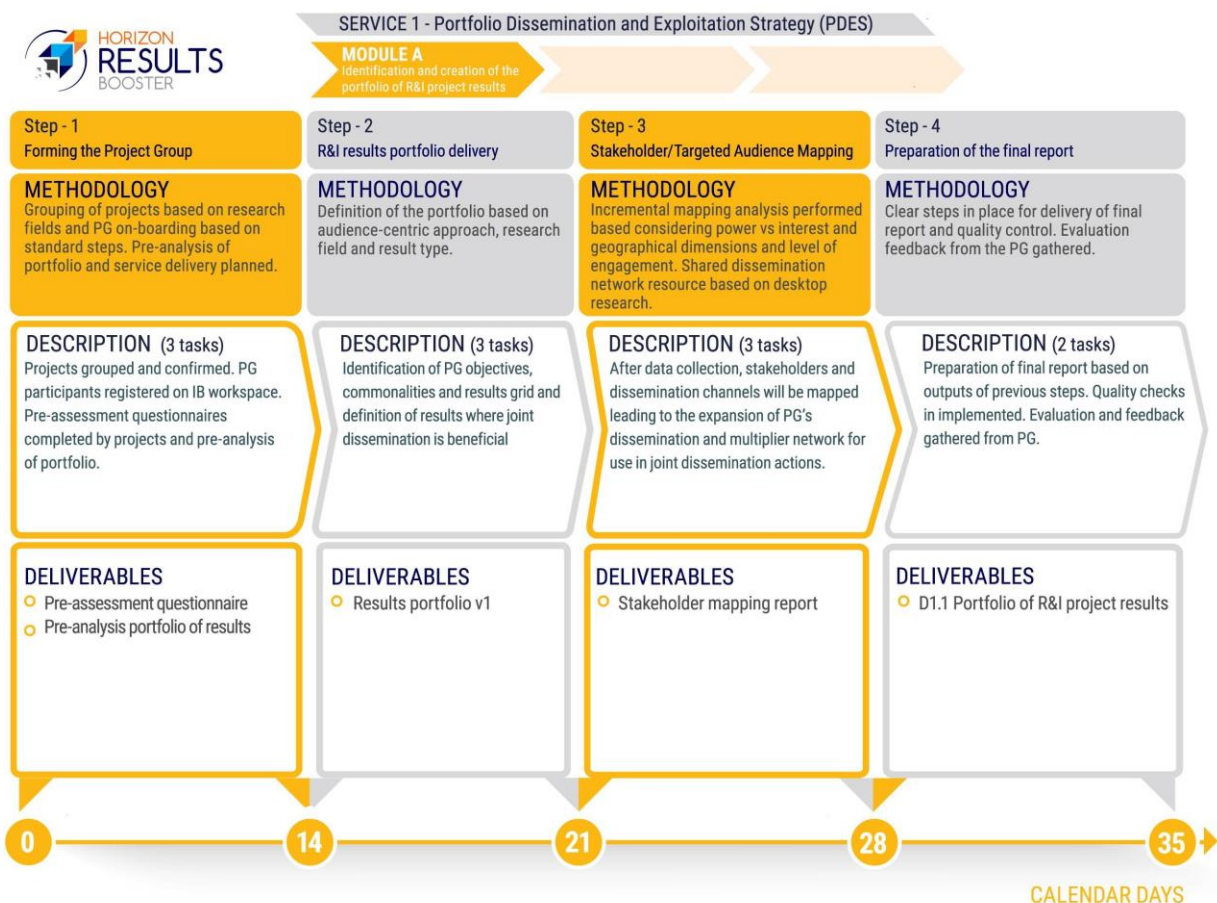 HORIZON
RESULTS
BOOSTER
SERVICE 1 - Portfolio Dissemination and Exploitation Strategy (PDES)
MODULE A
Identification and creation of the
portfolio of R&I project results
Step - 1
Forming the Project Group
METHODOLOGY
Grouping of projects based on research
fields and PG on-boarding based on
standard steps. Pre-analysis of
portfolio and service delivery planned.
DESCRIPTION (3 tasks)
Projects grouped and confirmed. PG
participants registered on IB workspace.
Pre-assessment questionnaires
completed by projects and pre-analysis
of portfolio.
DELIVERABLES
Pre-assessment questionnaire
Pre-analysis portfolio of results
Step - 2
R&I results portfolio delivery
METHODOLOGY
Definition of the portfolio based on
audience-centric approach, research
field and result type.
DESCRIPTION (3 tasks)
Identification of PG objectives,
commonalities and results grid and
definition of results where joint
dissemination is beneficial
DELIVERABLES
Results portfolio v1
Step - 3
Stakeholder/Targeted Audience Mapping
METHODOLOGY
Incremental mapping analysis performed
based considering power vs interest and
geographical dimensions and level of
engagement. Shared dissemination
network resource based on desktop
research.
DESCRIPTION (3 tasks)
After data collection, stakeholders and
dissemination channels will be mapped
leading to the expansion of PG's
dissemination and multiplier network for
use in joint dissemination actions.
DELIVERABLES
Stakeholder mapping report
Step - 4
Preparation of the final report
METHODOLOGY
Clear steps in place for delivery of final
report and quality control. Evaluation
feedback from the PG gathered.
DESCRIPTION (2 tasks)
Preparation of final report based on
outputs of previous steps. Quality checks
in implemented. Evaluation and feedback
gathered from PG.
DELIVERABLES
D1.1 Portfolio of R&I project results
0
14
21
28
35
CALENDAR DAYS